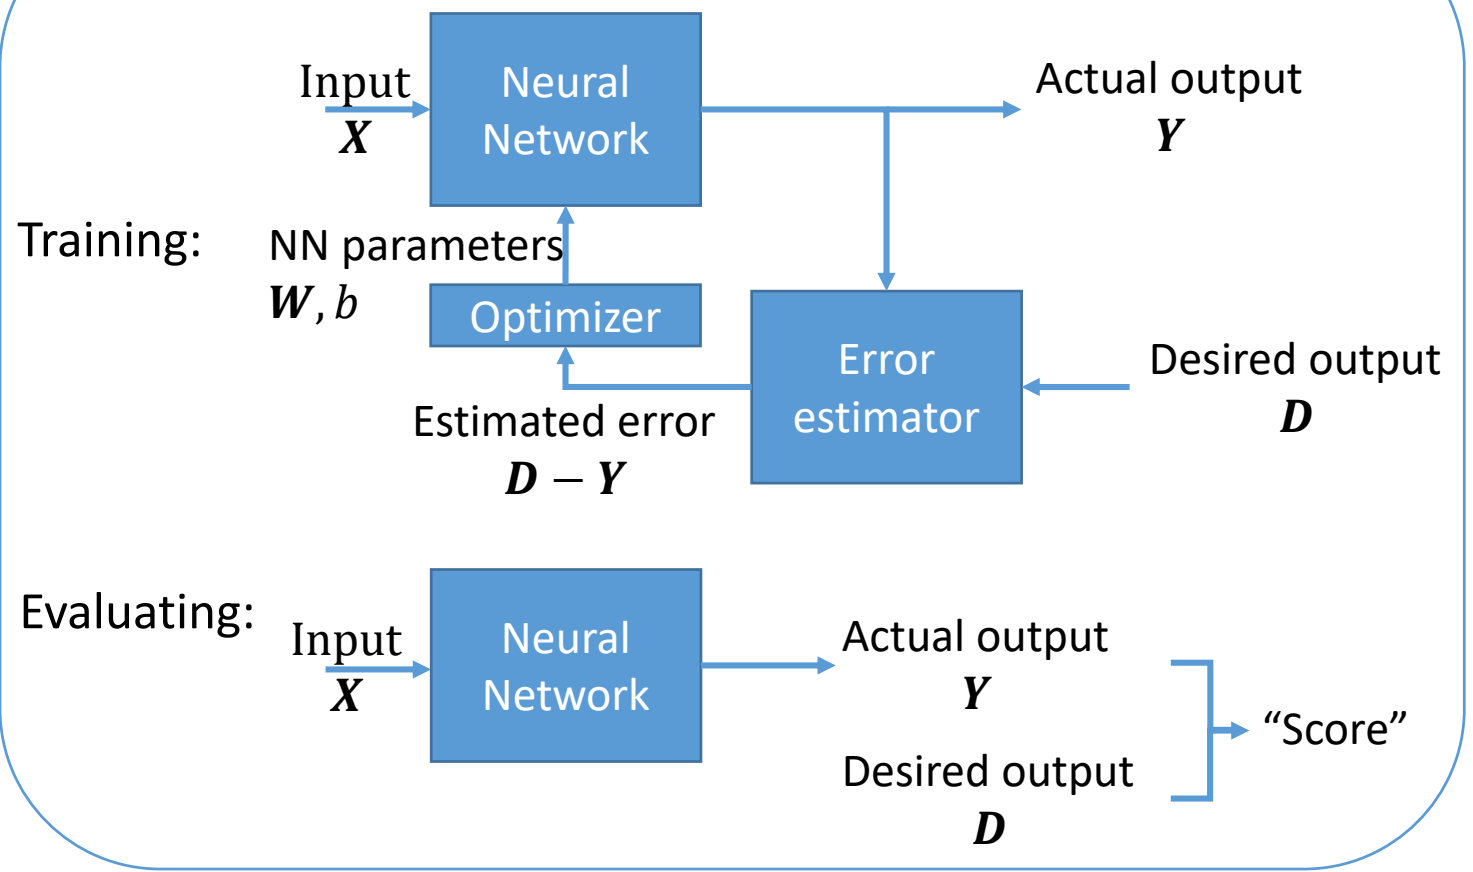 Input
X
Neural
Network
Actual output
Y
Training:
NN parameters
W, b
Optimizer
Error
estimator
Desired output
D
Estimated error
D − Y
Evaluating:
Input
X
Neural
Network
Actual output
Y
Desired output
D
“Score”